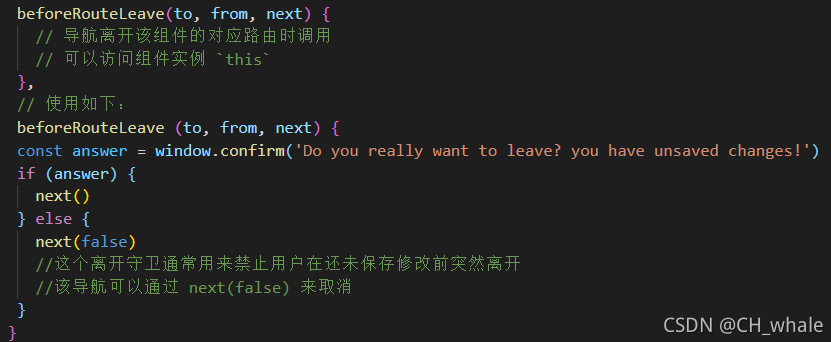 beforeRouteLeave(to, from, next) {
// 导航离开该组件的对应路由时调用
// 可以访问组件实例 `this`
},
// 使用如下：
beforeRouteLeave (to, from, next) {
const answer = window.confirm('Do you really want to leave? you have unsaved changes!')
if (answer) {
next()
} else {
next(false)
//这个离开守卫通常用来禁止用户在还未保存修改前突然离开
//该导航可以通过 next(false) 来取消
}
}
CSDN @CH_whale